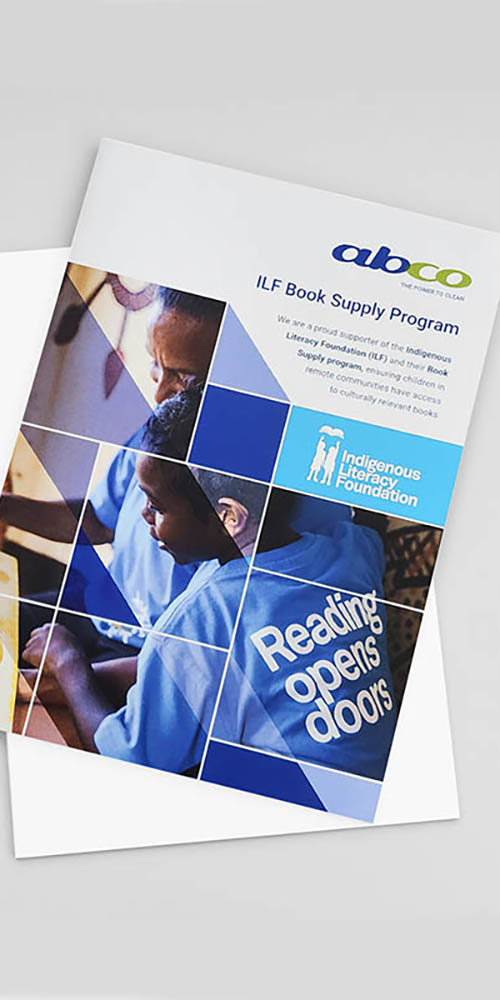 abco
THE POWER TO CLEAN
ILF Book Supply Program
We are a proud supporter of the Indigenous
Literacy Foundation (ILF) and their Book
Supply program, ensuring children in
remote communities have access
to culturally relevant books
Indigenous
Literacy
Foundation
Reading
opens
doors